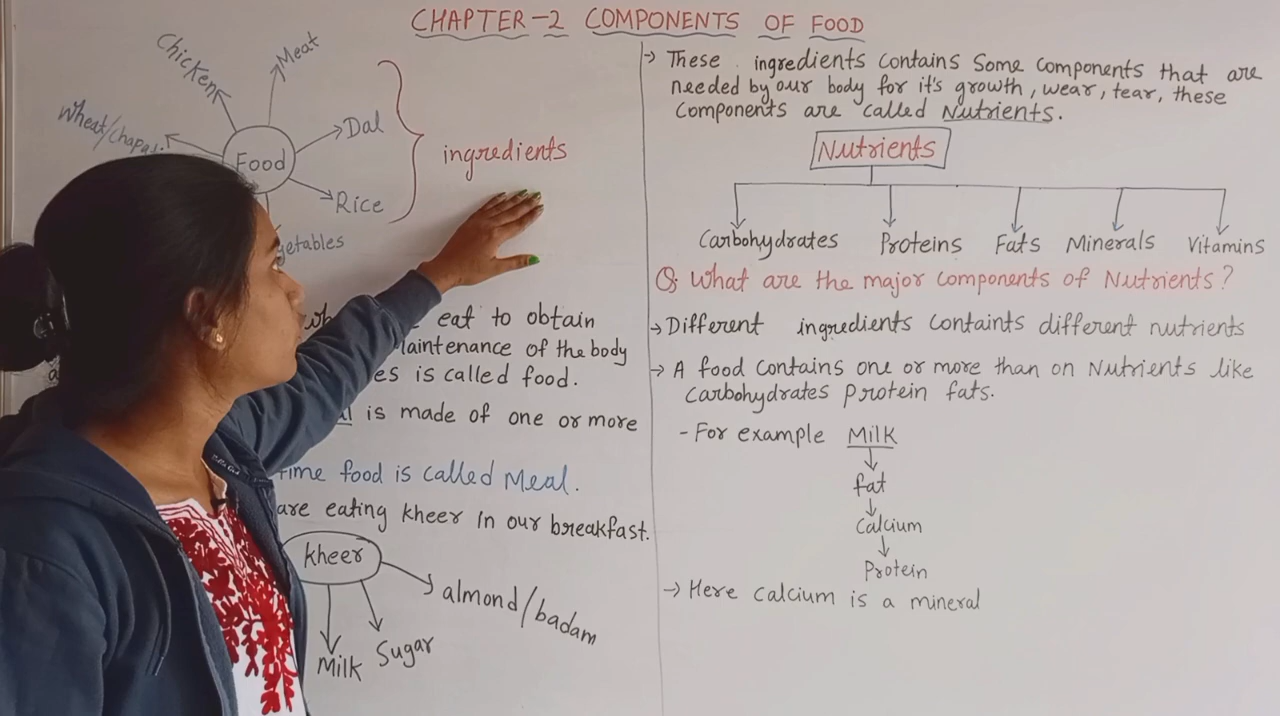 CHAPTER-2 COMPONENTS OF FOOD
Chicken
Meat
Wheat/Chapa
Food
Dal
Rice
getables
ingredients
wh eat to obtain
aintenance of the body
es is called food.
is made of one or more
time food is called Meal.
are eating kheer in our breakfast.
kheer
almond/badam
Sugar
Milk
→ These ingredients contains some components that are
needed by our body for it's growth, wear, tear, these
components are called Nutrients.
Nutrients
Carbohydrates Proteins Fats Minerals Vitamins
Q What are the major components of Nutrients?
→ Different ingredients containts different nutrients
→ A food contains one or more than on Nutrients like
Carbohydrates protein fats.
- For example Milk
fat
Calcium
Protein
→ Here calcium is a mineral